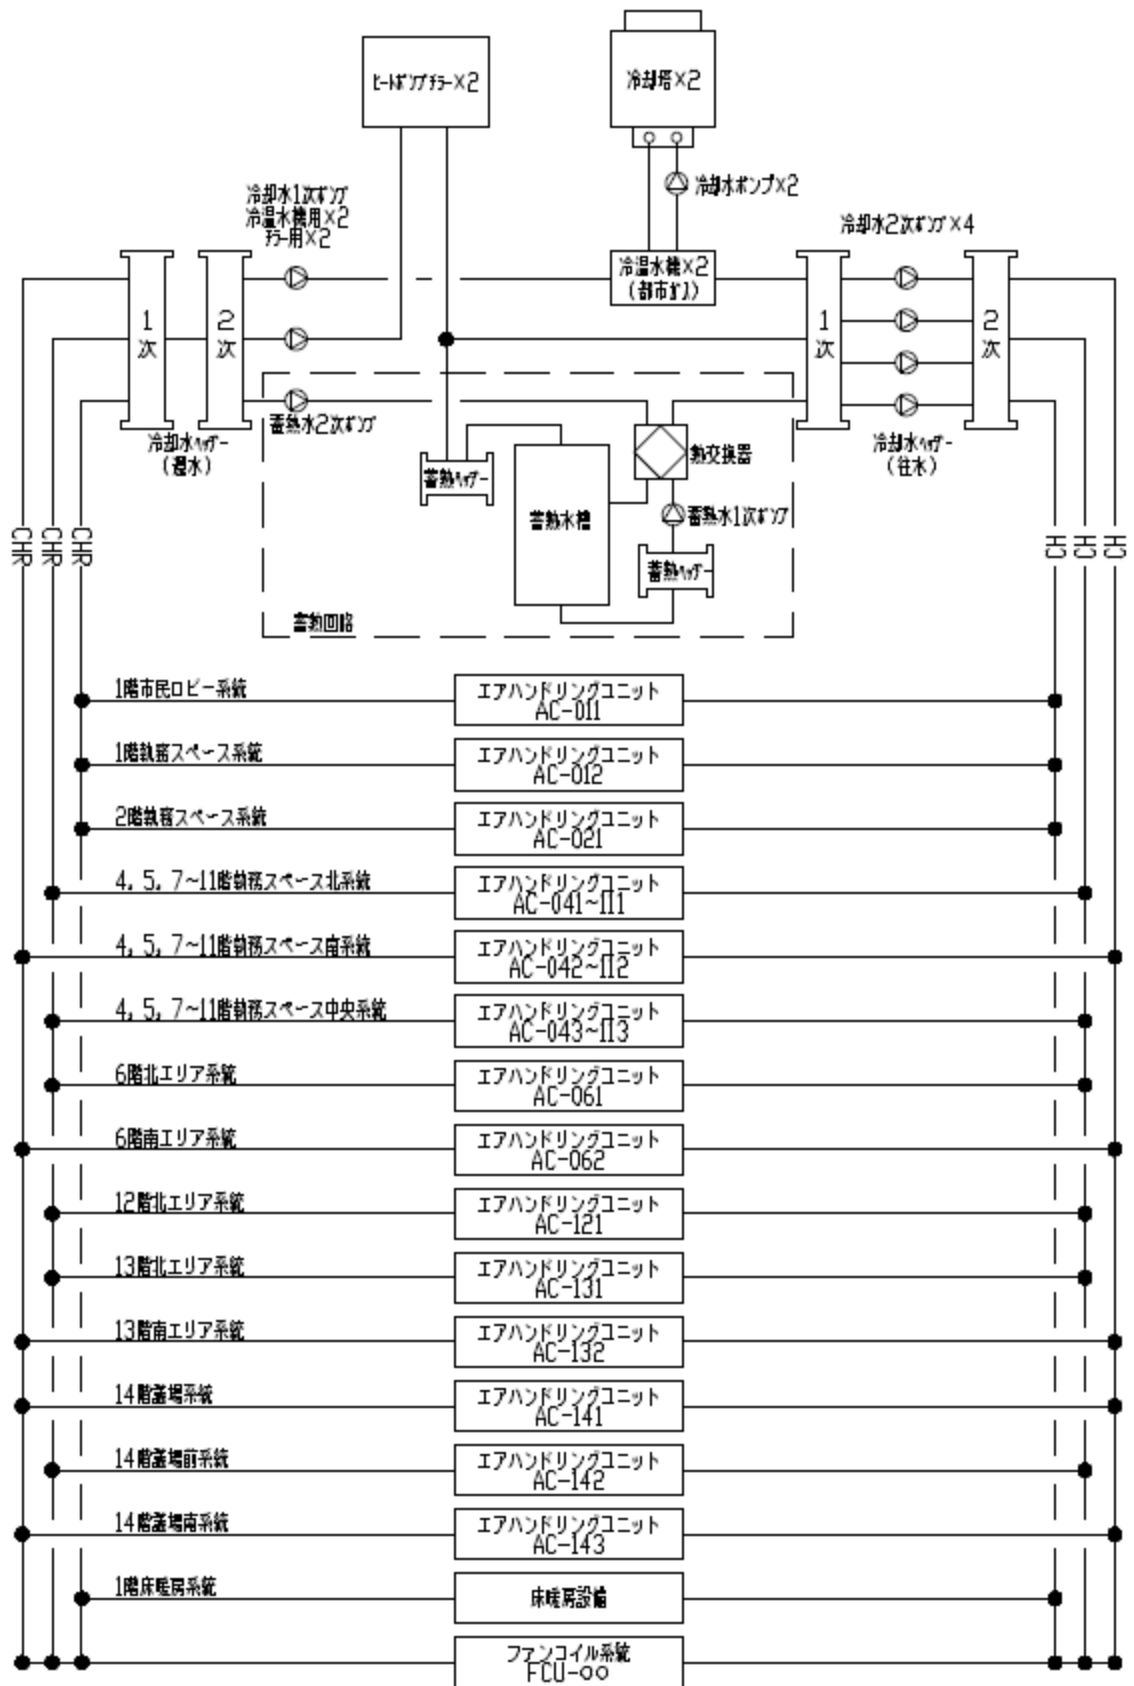 ヒートポンプチラー×2
冷却塔×2
冷却水ポンプ×2
冷却水1次ポンプ
冷温水機用×2
チラー用×2
冷却水2次ポンプ×4
冷温水機×2
(都市ガス)
1次
2次
1次
2次
蓄熱水2次ポンプ
冷却水ヘッダー
(還水)
蓄熱ヘッダー
熱交換器
冷却水ヘッダー
(往水)
蓄熱水槽
蓄熱水1次ポンプ
蓄熱ヘッダー
蓄熱回路
CHR
CHR
CHR
CH
CH
CH
1階市民ロビー系統
エアハンドリングユニット
AC-011
1階執務スペース系統
エアハンドリングユニット
AC-012
2階執務スペース系統
エアハンドリングユニット
AC-021
4, 5, 7~11階執務スペース北系統
エアハンドリングユニット
AC-041~111
4, 5, 7~11階執務スペース南系統
エアハンドリングユニット
AC-042~112
4, 5, 7~11階執務スペース中央系統
エアハンドリングユニット
AC-043~113
6階北エリア系統
エアハンドリングユニット
AC-061
6階南エリア系統
エアハンドリングユニット
AC-062
12階北エリア系統
エアハンドリングユニット
AC-121
13階北エリア系統
エアハンドリングユニット
AC-131
13階南エリア系統
エアハンドリングユニット
AC-132
14階議場系統
エアハンドリングユニット
AC-141
14階議場前系統
エアハンドリングユニット
AC-142
14階議場南系統
エアハンドリングユニット
AC-143
1階床暖房系統
床暖房設備
ファンコイル系統
FCU-○○